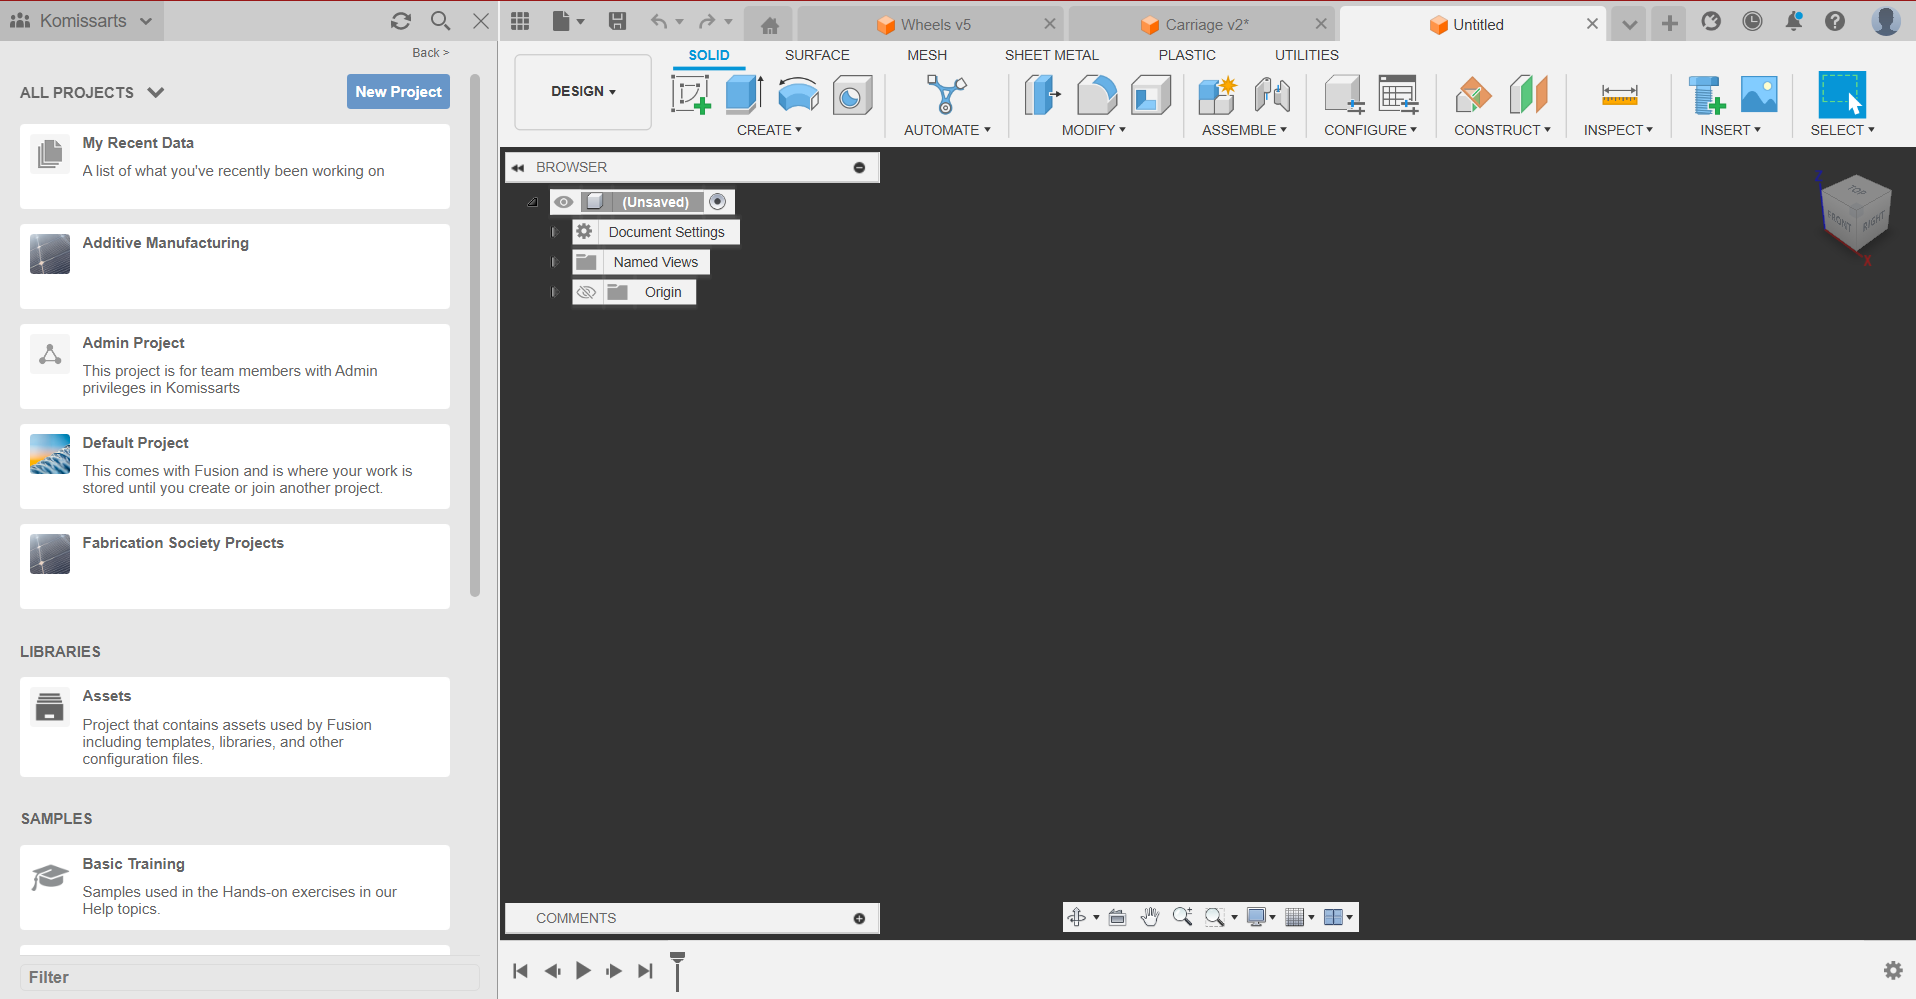 Komissarts
Back >
ALL PROJECTS
New Project
My Recent Data
A list of what you've recently been working on
Additive Manufacturing
Admin Project
This project is for team members with Admin
privileges in Komissarts
Default Project
This comes with Fusion and is where your work is
stored until you create or join another project.
Fabrication Society Projects
LIBRARIES
Assets
Project that contains assets used by Fusion
including templates, libraries, and other
configuration files.
SAMPLES
Basic Training
Samples used in the Hands-on exercises in our
Help topics.
Filter
Wheels v5
Carriage v2*
Untitled
DESIGN
SOLID
SURFACE
MESH
SHEET METAL
PLASTIC
UTILITIES
CREATE
AUTOMATE
MODIFY
ASSEMBLE
CONFIGURE
CONSTRUCT
INSPECT
INSERT
SELECT
BROWSER
(Unsaved)
Document Settings
Named Views
Origin
Z
TOP
FRONT
RIGHT
X
COMMENTS